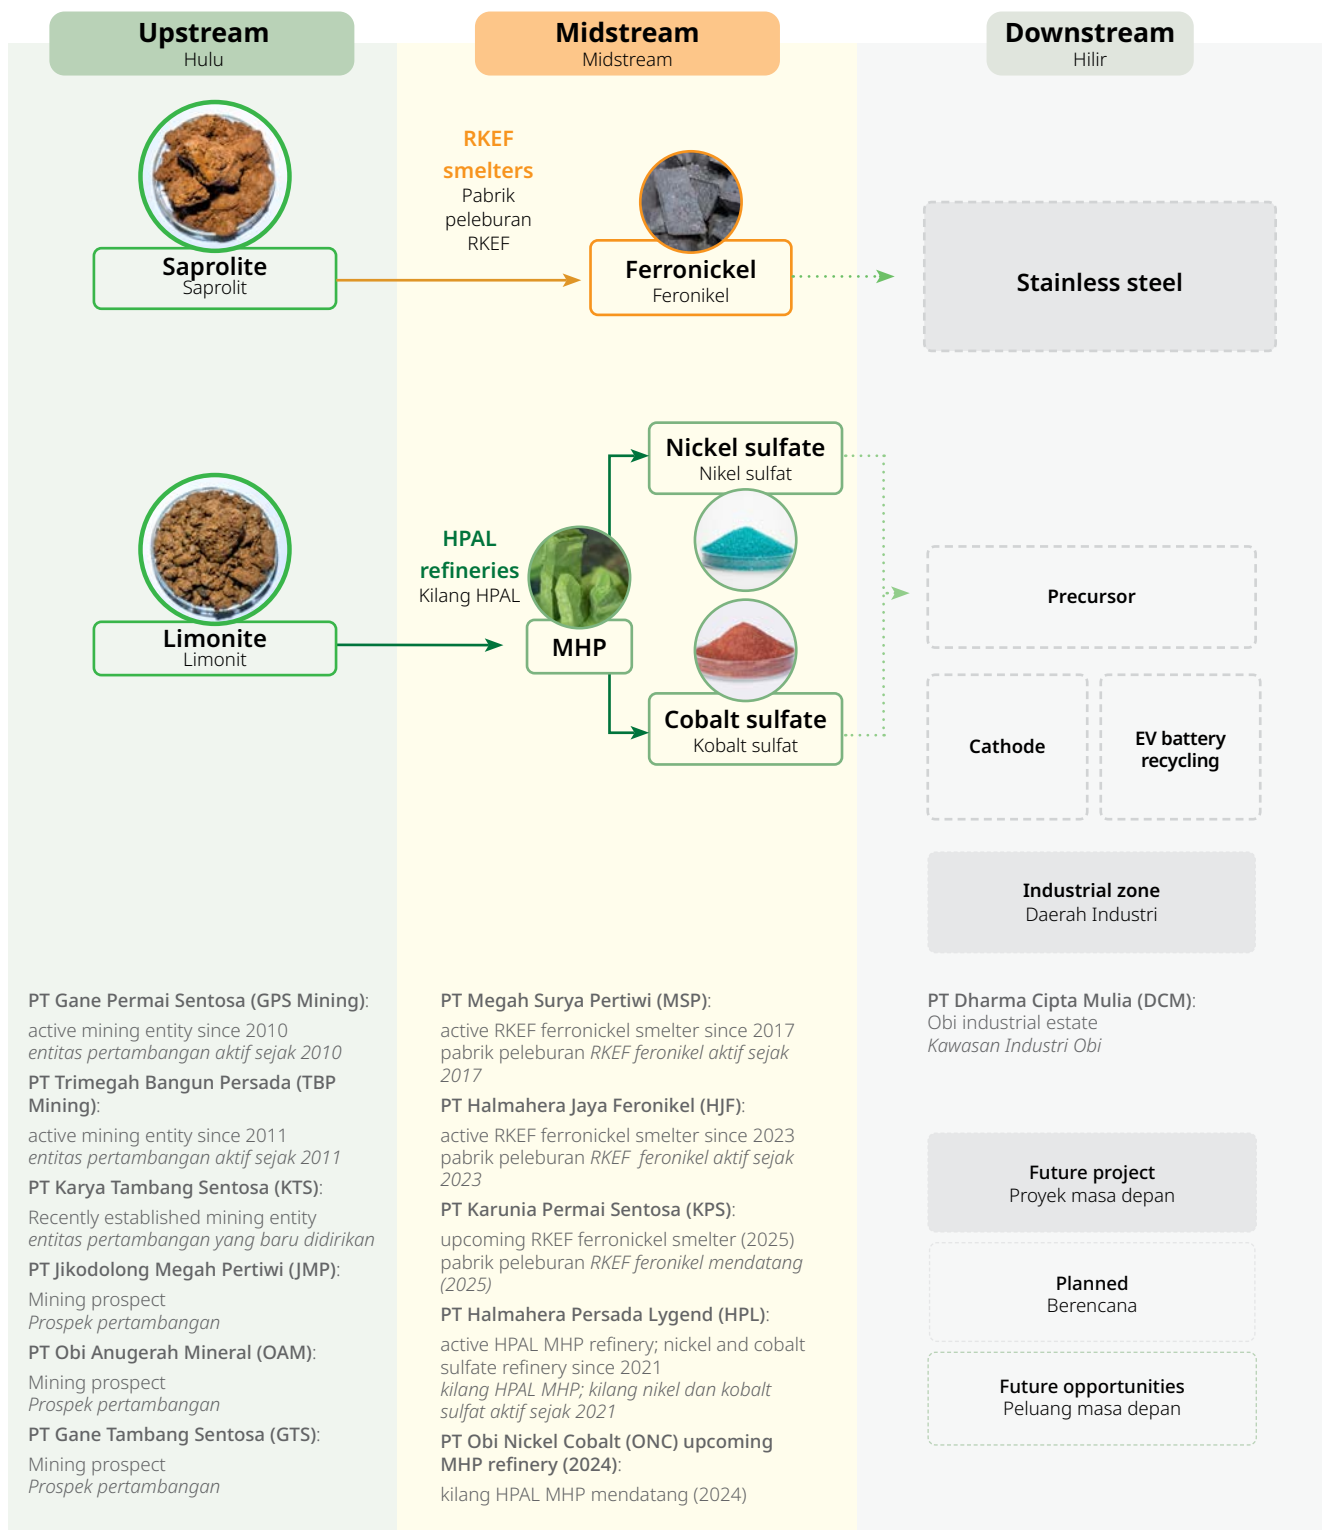 Upstream
Hulu
Midstream
Midstream
Downstream
Hilir
RKEF
smelters
Pabrik
peleburan
RKEF
Saprolite
Saprolit
Ferronickel
Feronikel
Stainless steel
Nickel sulfate
Nikel sulfat
HPAL
refineries
Kilang HPAL
Limonite
Limonit
MHP
Cobalt sulfate
Kobalt sulfat
Precursor
Cathode
EV battery
recycling
Industrial zone
Daerah Industri
PT Gane Permai Sentosa (GPS Mining):
active mining entity since 2010
entitas pertambangan aktif sejak 2010
PT Trimegah Bangun Persada (TBP
Mining):
active mining entity since 2011
entitas pertambangan aktif sejak 2011
PT Karya Tambang Sentosa (KTS):
Recently established mining entity
entitas pertambangan yang baru didirikan
PT Jikodolong Megah Pertiwi (JMP):
Mining prospect
Prospek pertambangan
PT Obi Anugerah Mineral (OAM):
Mining prospect
Prospek pertambangan
PT Gane Tambang Sentosa (GTS):
Mining prospect
Prospek pertambangan
PT Megah Surya Pertiwi (MSP):
active RKEF ferronickel smelter since 2017
pabrik peleburan RKEF feronikel aktif sejak
2017
PT Halmahera Jaya Feronikel (HJF):
active RKEF ferronickel smelter since 2023
pabrik peleburan RKEF feronikel aktif sejak
2023
PT Karunia Permai Sentosa (KPS):
upcoming RKEF ferronickel smelter (2025)
pabrik peleburan RKEF feronikel mendatang
(2025)
PT Halmahera Persada Lygend (HPL):
active HPAL MHP refinery; nickel and cobalt
sulfate refinery since 2021
kilang HPAL MHP; kilang nikel dan kobalt
sulfat aktif sejak 2021
PT Obi Nickel Cobalt (ONC) upcoming
MHP refinery (2024):
kilang HPAL MHP mendatang (2024)
PT Dharma Cipta Mulia (DCM):
Obi industrial estate
Kawasan Industri Obi
Future project
Proyek masa depan
Planned
Berencana
Future opportunities
Peluang masa depan